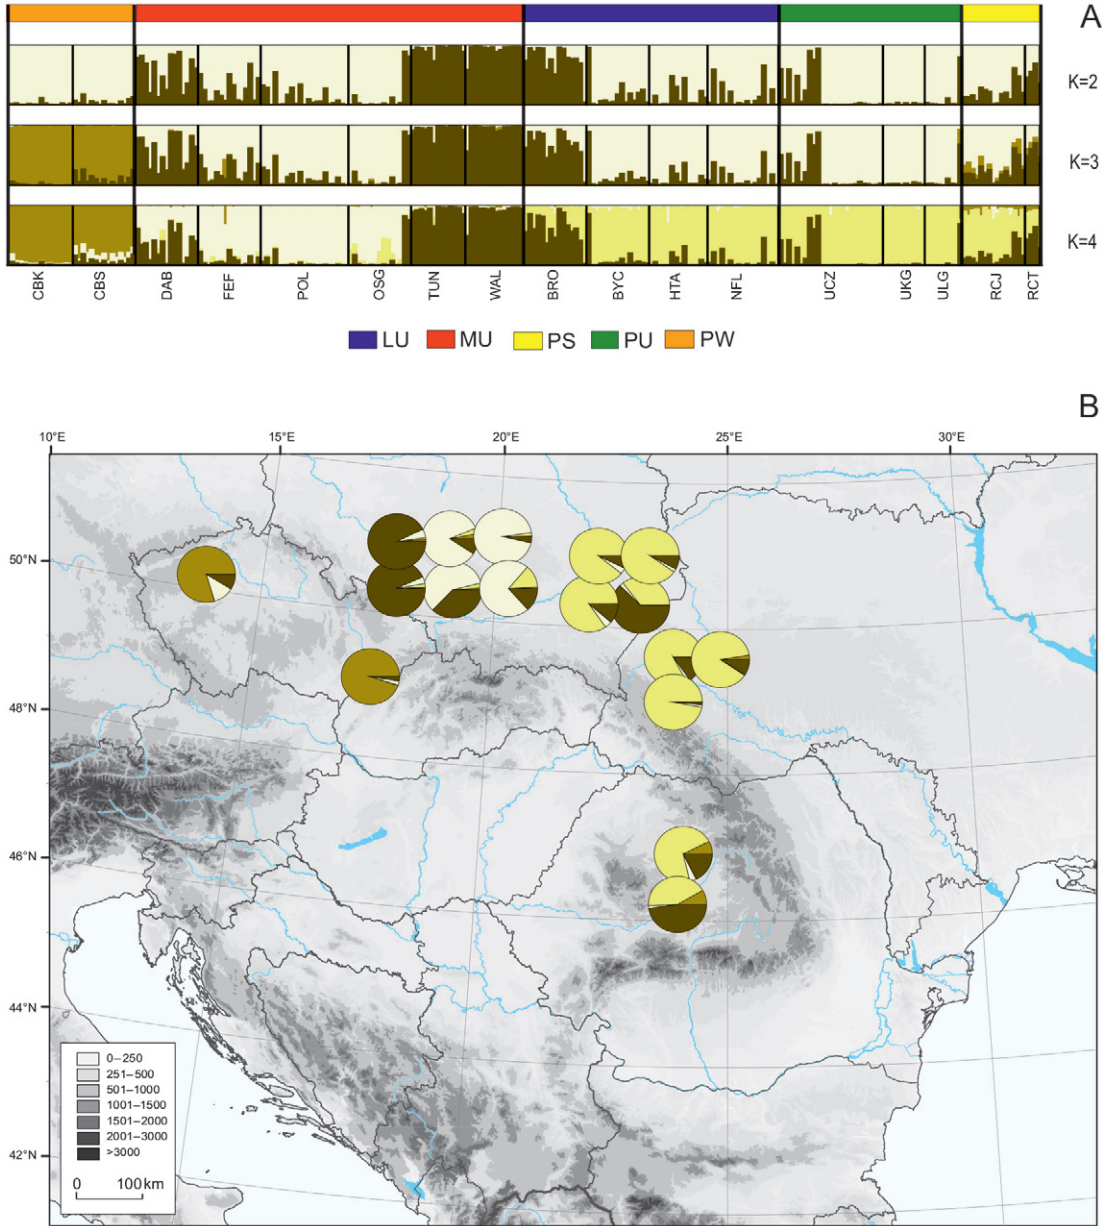 A
K=2
K=3
K=4
CBK CBS DAB FEF POL OSG TUN WAL BRO BYC HTA NFL UCZ UKG ULG RCJ RCT
LU MU PS PU PW
B
10°E 15°E 20°E 25°E 30°E
50°N
48°N
46°N
44°N
42°N
0–250
251–500
501–1000
1001–1500
1501–2000
2001–3000
>3000
0 100 km